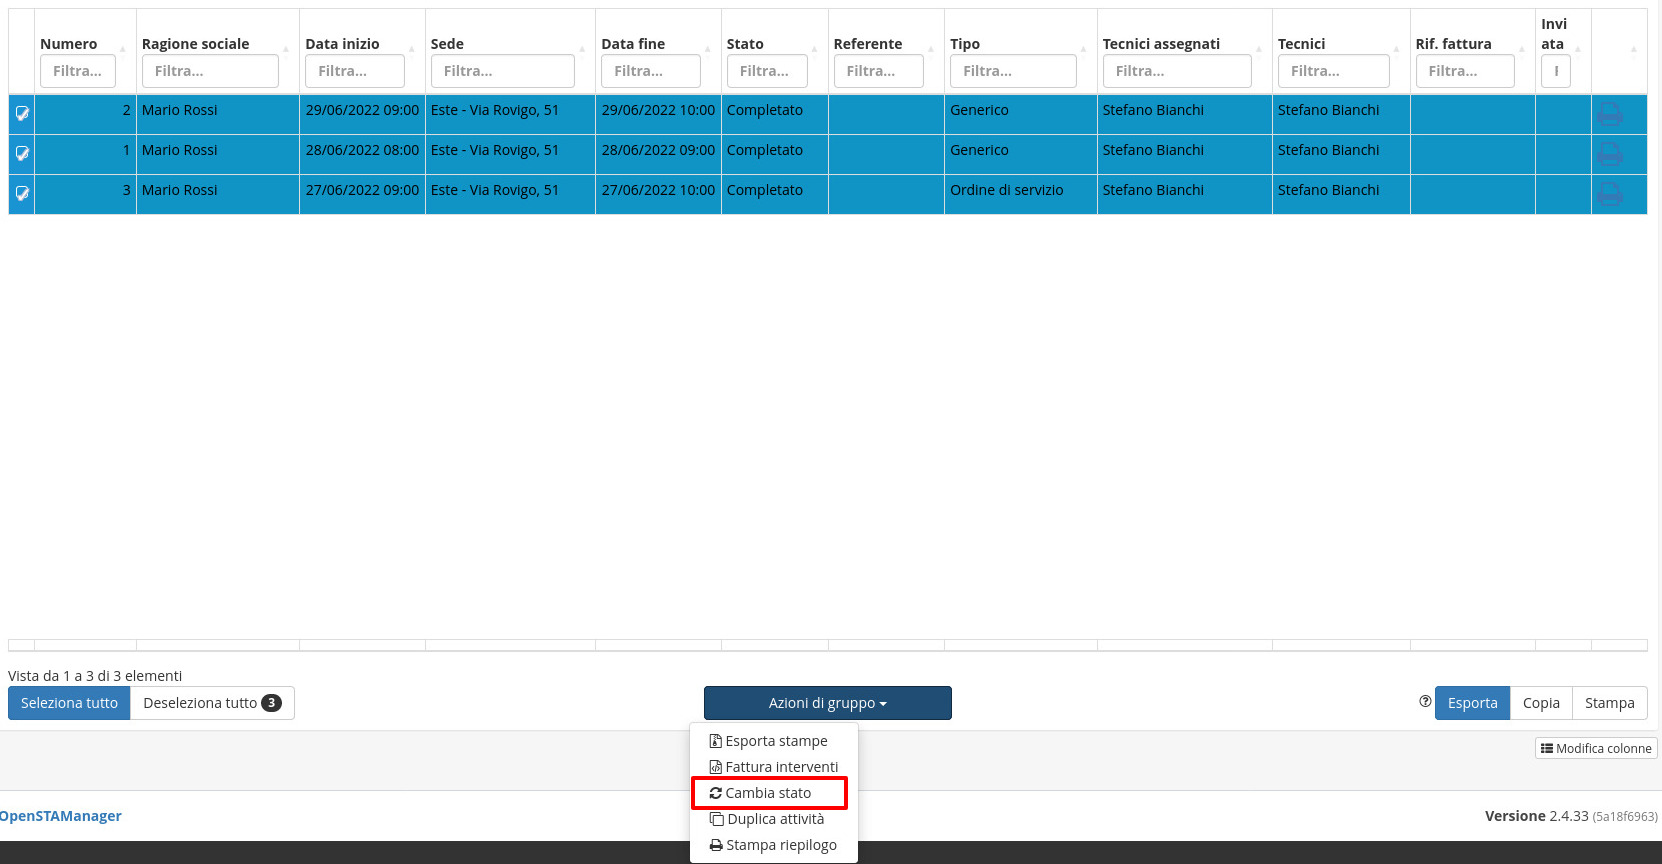 Numero Ragione sociale Data inizio Sede Data fine Stato Referente Tipo Tecnici assegnati Tecnici Rif. fattura Invi
ata
Filtra... Filtra... Filtra... Filtra... Filtra... Filtra... Filtra... Filtra... Filtra... Filtra... Filtra...
2 Mario Rossi 29/06/2022 09:00 Este - Via Rovigo, 51 29/06/2022 10:00 Completato Generico Stefano Bianchi Stefano Bianchi
1 Mario Rossi 28/06/2022 08:00 Este - Via Rovigo, 51 28/06/2022 09:00 Completato Generico Stefano Bianchi Stefano Bianchi
3 Mario Rossi 27/06/2022 09:00 Este - Via Rovigo, 51 27/06/2022 10:00 Completato Ordine di servizio Stefano Bianchi Stefano Bianchi
Vista da 1 a 3 di 3 elementi
Seleziona tutto Deseleziona tutto 3 Azioni di gruppo Esporta Copia Stampa
Esporta stampe
Fattura interventi
Cambia stato
Duplica attività
Stampa riepilogo
Modifica colonne
OpenSTAManager Versione 2.4.33 (5a18f6963)